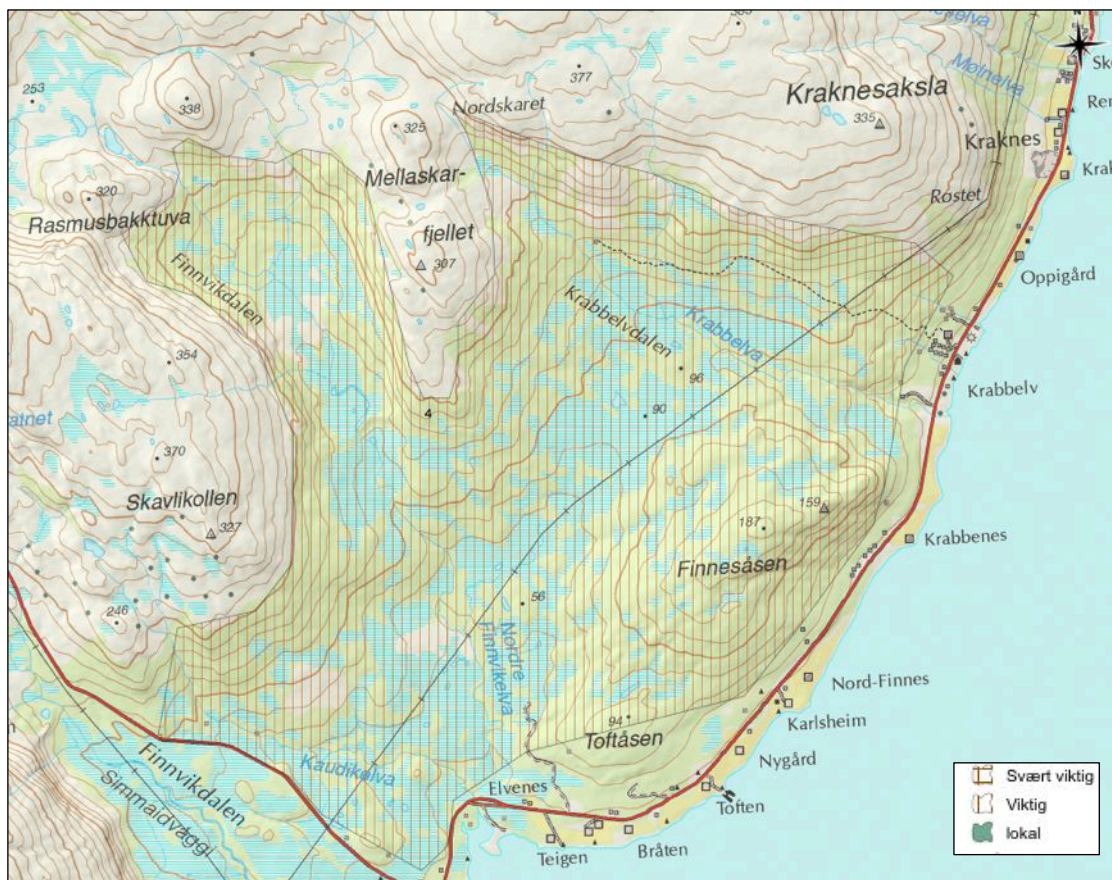 Mølnelva
253
338
377
Nordskaret
325
Kraknesaksla
335
Kraknes
Mellaskar-
fjellet
320
Rasmusbakktuva
Rostet
307
Oppigård
Finnvikdalen
Krabbelvdalen
Krabbelva
354
96
Krabbelv
4
90
370
Skavlikollen
327
187
159
Krabbenes
Finnesåsen
56
246
Nordre
Finnvikelva
Nord-Finnes
94
Toftåsen
Karlsheim
Nygård
Kaudikelva
Elvenes
Finnvikdalen
Simmaidvággi
Toften
Teigen
Bråten
Svært viktig
Viktig
lokal